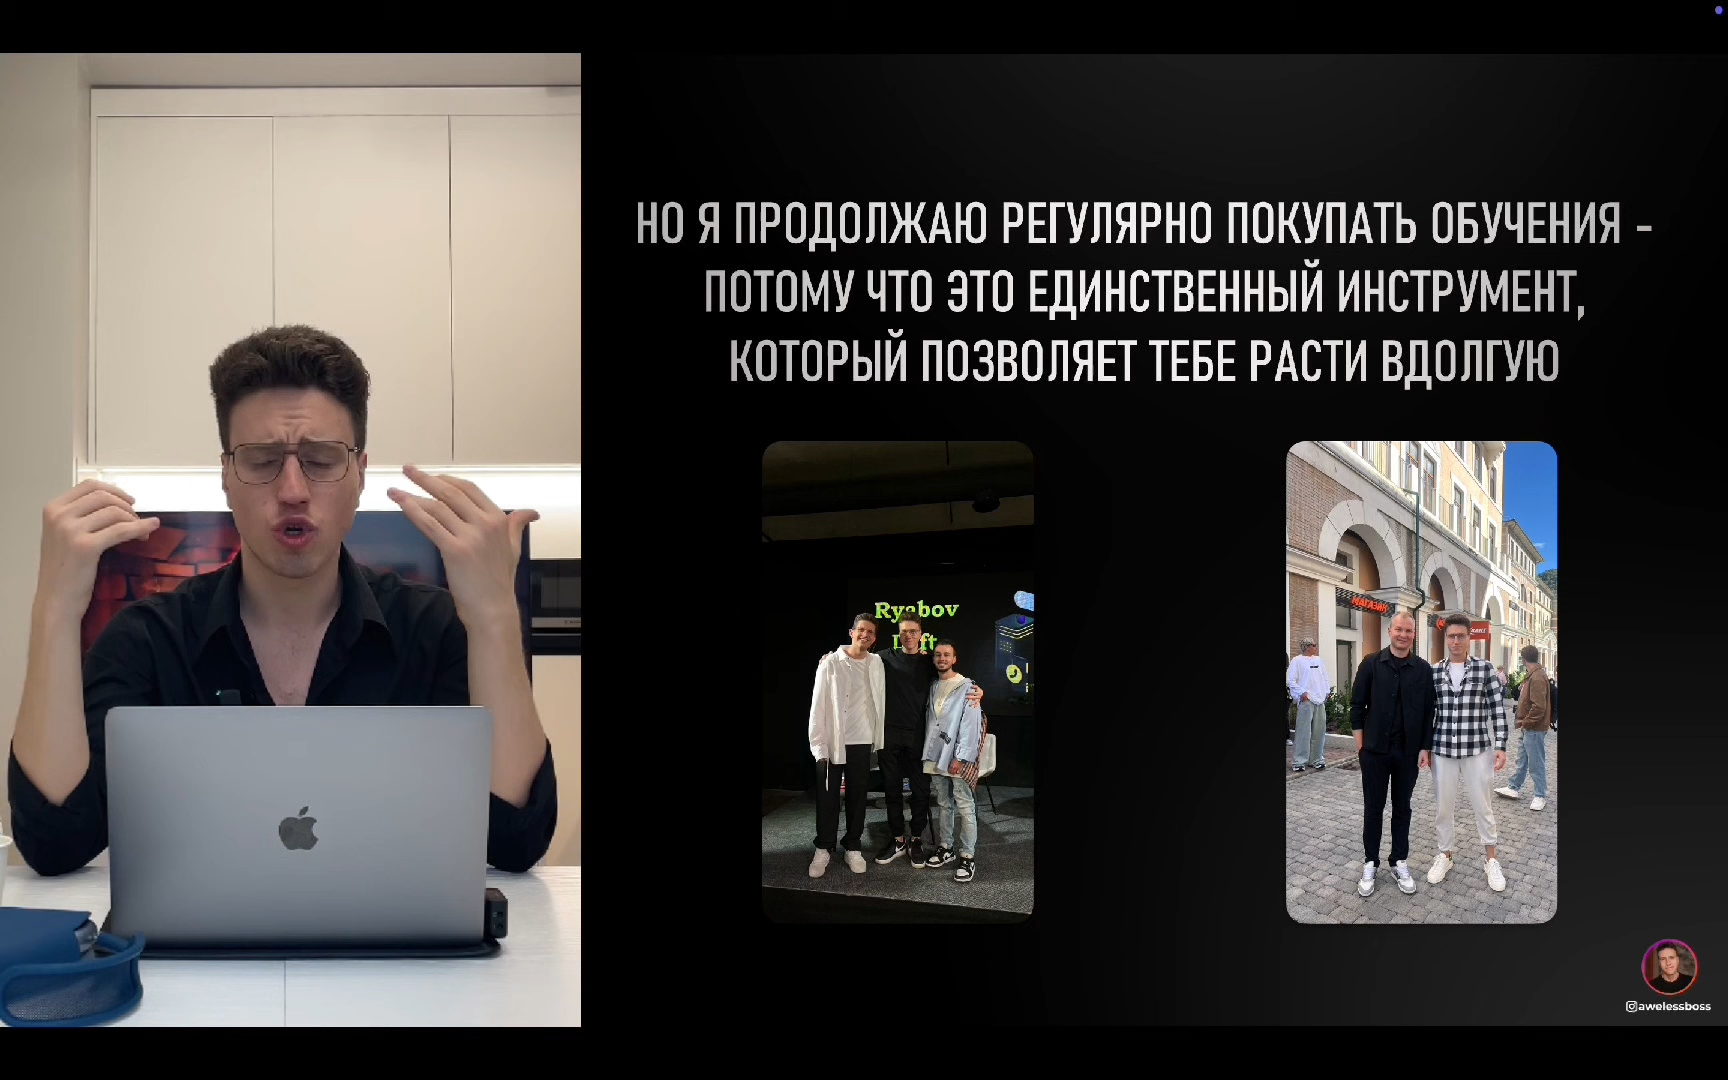 НО Я ПРОДОЛЖАЮ РЕГУЛЯРНО ПОКУПАТЬ ОБУЧЕНИЯ -
ПОТОМУ ЧТО ЭТО ЕДИНСТВЕННЫЙ ИНСТРУМЕНТ,
КОТОРЫЙ ПОЗВОЛЯЕТ ТЕБЕ РАСТИ ВДОЛГУЮ
Ryabov
МАГАЗИН
awelessboss